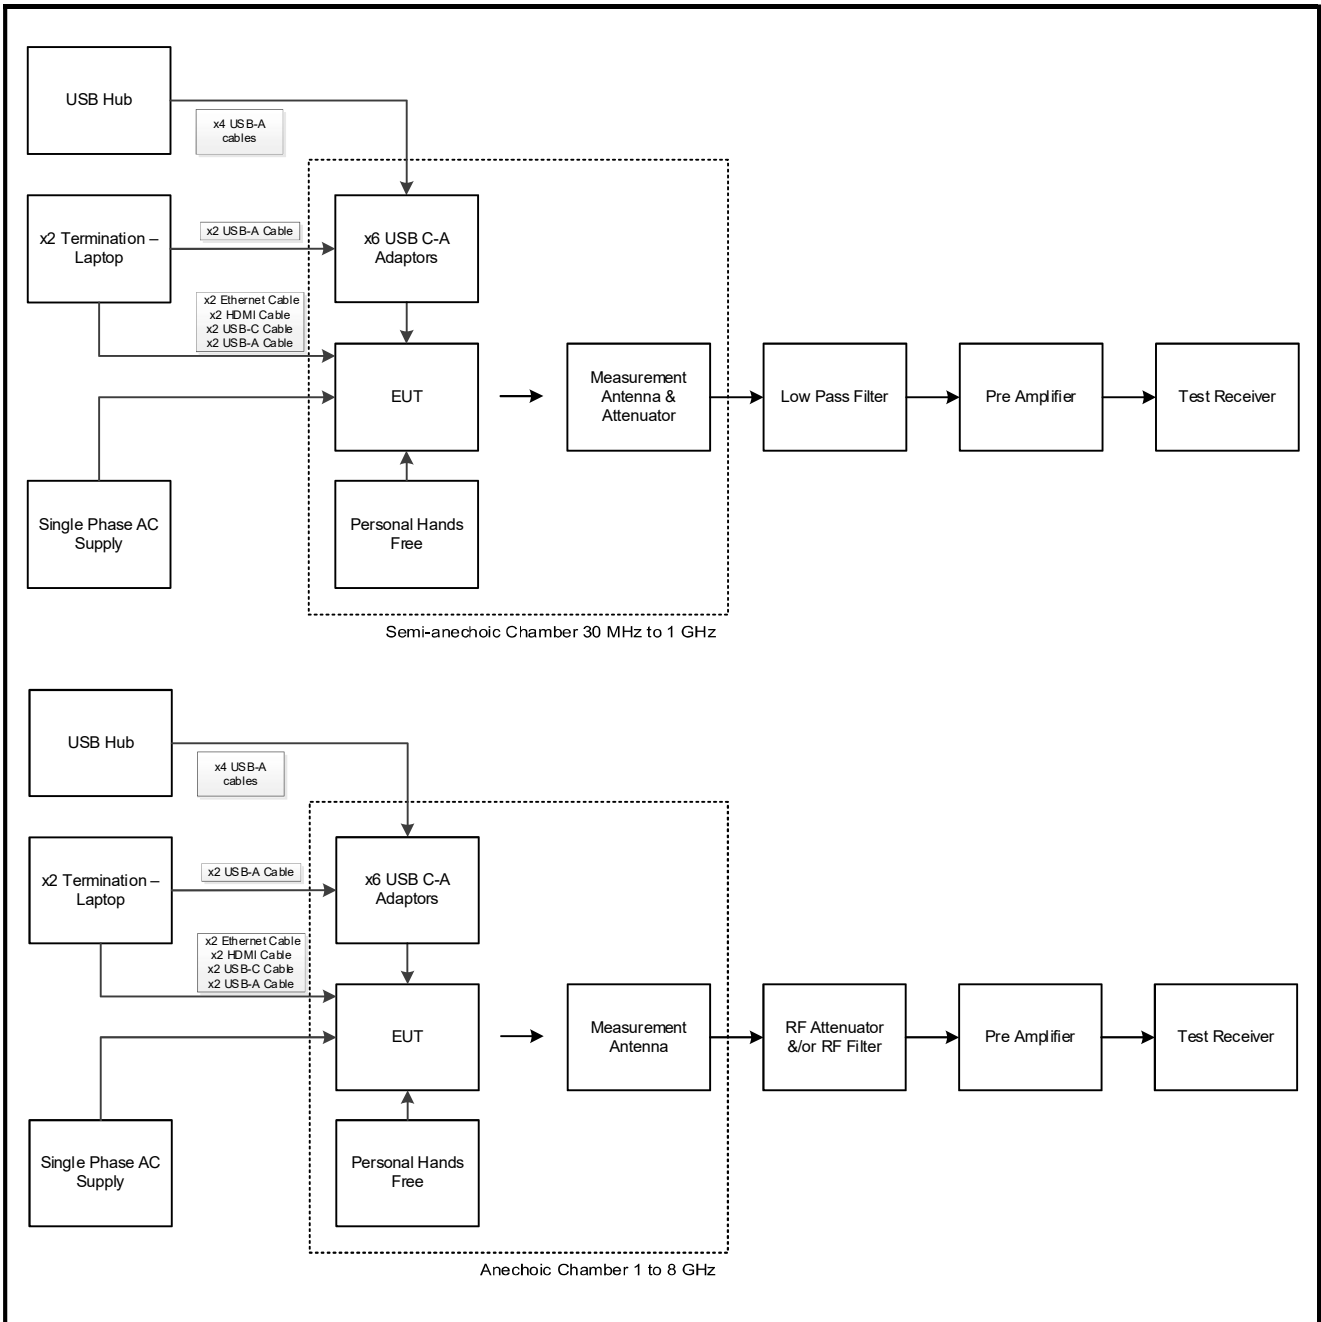 USB Hub
x4 USB-A
cables
x2 Termination –
Laptop
x2 USB-A Cable
x6 USB C-A
Adaptors
x2 Ethernet Cable
x2 HDMI Cable
x2 USB-C Cable
x2 USB-A Cable
EUT
Measurement
Antenna &
Attenuator
Low Pass Filter
Pre Amplifier
Test Receiver
Single Phase AC
Supply
Personal Hands
Free
Semi-anechoic Chamber 30 MHz to 1 GHz
USB Hub
x4 USB-A
cables
x2 Termination –
Laptop
x2 USB-A Cable
x6 USB C-A
Adaptors
x2 Ethernet Cable
x2 HDMI Cable
x2 USB-C Cable
x2 USB-A Cable
EUT
Measurement
Antenna
RF Attenuator
&/or RF Filter
Pre Amplifier
Test Receiver
Single Phase AC
Supply
Personal Hands
Free
Anechoic Chamber 1 to 8 GHz